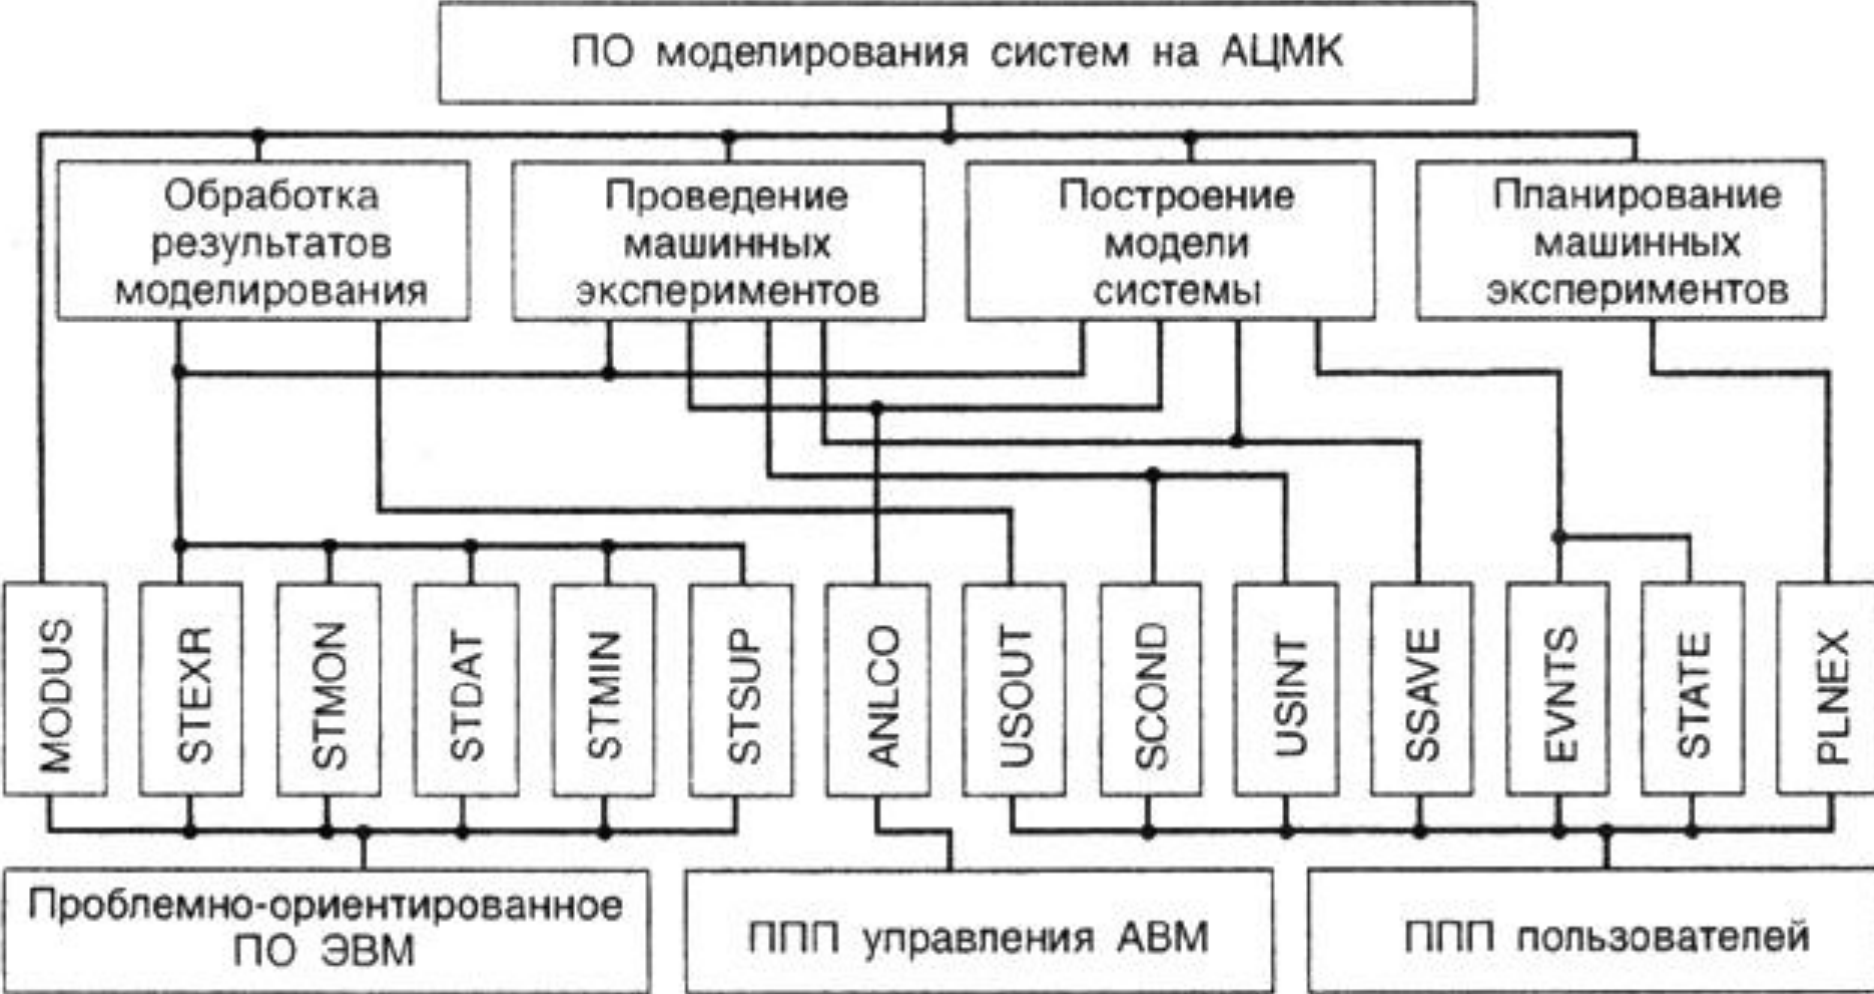 ПО моделирования систем на АЦМК
Обработка
результатов
моделирования
Проведение
машинных
экспериментов
Построение
модели
системы
Планирование
машинных
экспериментов
MODUS
STEXR
STMON
STDAT
STMIN
STSUP
ANLCO
USOUT
SCOND
USINT
SSAVE
EVNTS
STATE
PLNEX
Проблемно-ориентированное
ПО ЭВМ
ППП управления АВМ
ППП пользователей